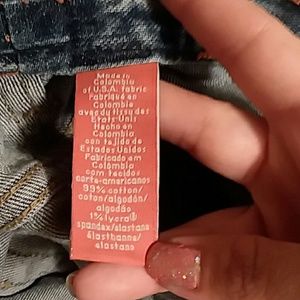 Made in
Colombia
of U.S.A. fabric
Fabriqué en
Colombie
avec du tissu des
États-Unis
Hecho en
Colombia
con tejido de
Estados Unidos
Fabricado em
Colômbia
com tecidos
norte-americanos
99% cotton/
coton/algodón/
algodão
1% lycra®
spandex/élasthanne/
elastano